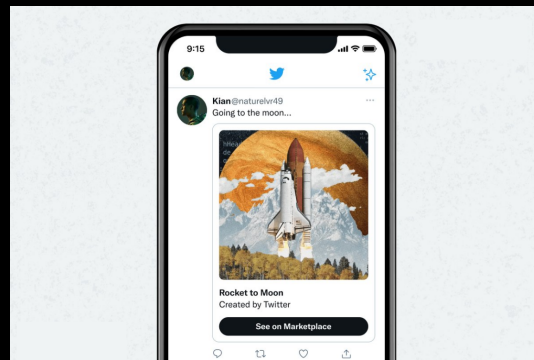 9:15
Kian@naturelvr49
Going to the moon...
Rocket to Moon
Created by Twitter
See on Marketplace